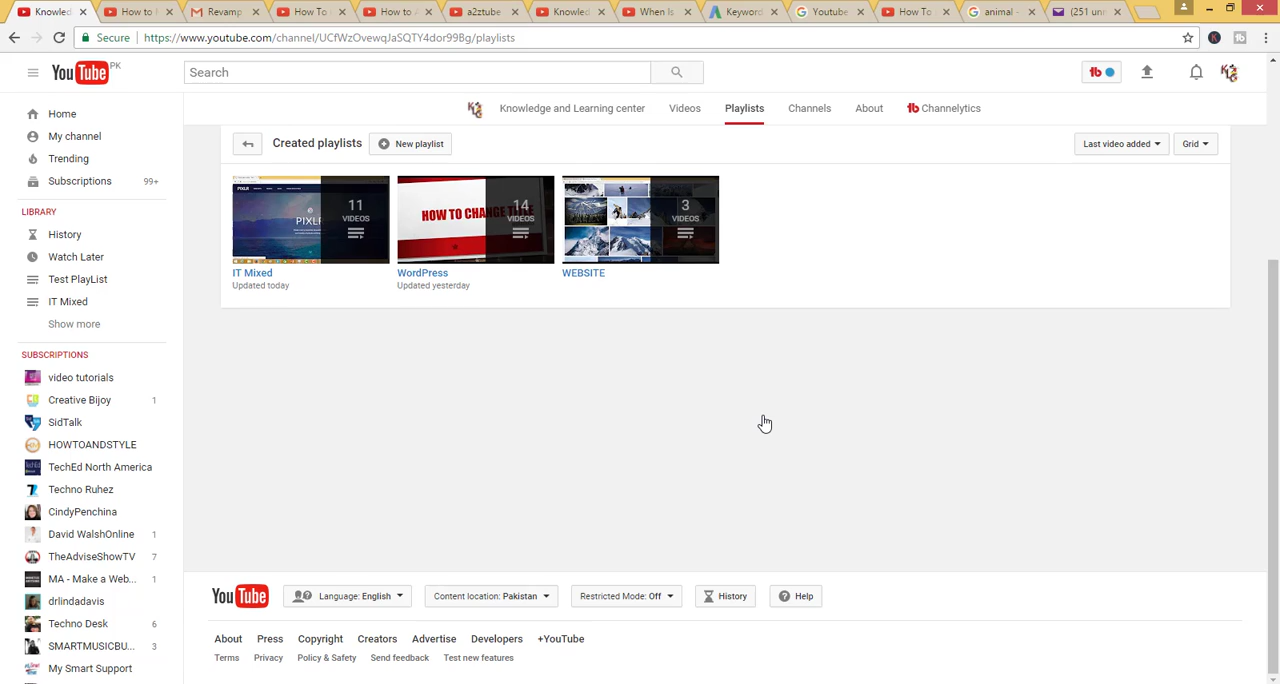 Knowled
How to I
Revamp
How To
How to
a2ztube
Knowled
When Is
Keyword
Youtube
How To
animal -
(251 unr
Secure https://www.youtube.com/channel/UCfWzOvewqJaSQTY4dor99Bg/playlists
YouTube PK
Search
tb
Home
My channel
Trending
Subscriptions 99+
LIBRARY
History
Watch Later
Test PlayList
IT Mixed
Show more
SUBSCRIPTIONS
video tutorials
Creative Bijoy 1
SidTalk
HOWTOANDSTYLE
TechEd North America
Techno Ruhez
CindyPenchina
David WalshOnline 1
TheAdviseShowTV 7
MA - Make a Web... 1
drlindadavis
Techno Desk 6
SMARTMUSICBU... 3
My Smart Support
Knowledge and Learning center Videos Playlists Channels About tb Channelytics
Created playlists New playlist Last video added Grid
PIXLR
11 VIDEOS
HOW TO CHANGE TITLE
14 VIDEOS
3 VIDEOS
IT Mixed
Updated today
WordPress
Updated yesterday
WEBSITE
YouTube Language: English Content location: Pakistan Restricted Mode: Off History Help
About Press Copyright Creators Advertise Developers +YouTube
Terms Privacy Policy & Safety Send feedback Test new features